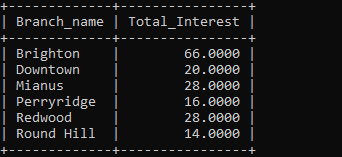 +-------------+----------------+
| Branch_name | Total_Interest |
+-------------+----------------+
| Brighton    |        66.0000 |
| Downtown    |        20.0000 |
| Mianus      |        28.0000 |
| Perryridge  |        16.0000 |
| Redwood     |        28.0000 |
| Round Hill  |        14.0000 |
+-------------+----------------+